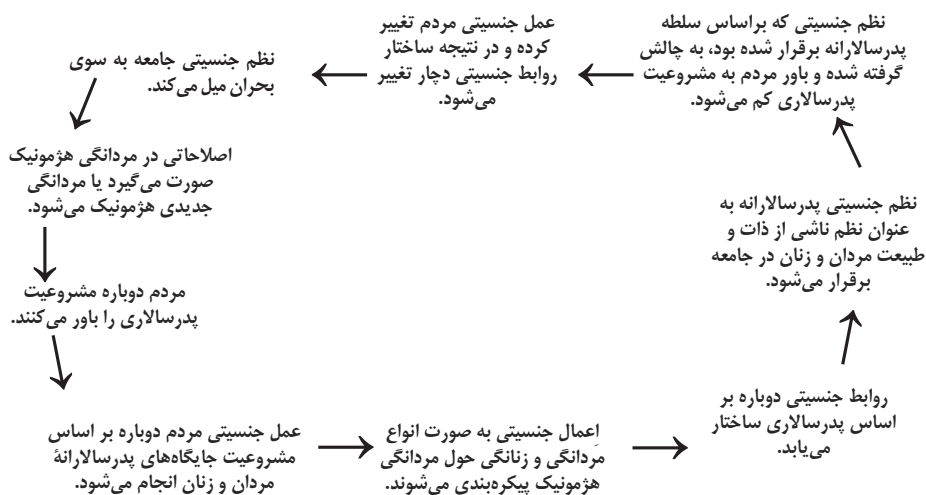 نظم جنسیتی که براساس سلطه
پدرسالارانه برقرار شده بود، به چالش
گرفته شده و باور مردم به مشروعیت
پدرسالاری کم می‌شود.
عمل جنسیتی مردم تغییر
کرده و در نتیجه ساختار
روابط جنسیتی دچار تغییر
می‌شود.
نظم جنسیتی جامعه به سوی
بحران میل می‌کند.
اصلاحاتی در مردانگی هژمونیک
صورت می‌گیرد یا مردانگی
جدیدی هژمونیک می‌شود.
مردم دوباره مشروعیت
پدرسالاری را باور می‌کنند.
عمل جنسیتی مردم دوباره بر اساس
مشروعیت جایگاه‌های پدرسالارانهٔ
مردان و زنان انجام می‌شود.
اَعمال جنسیتی به صورت انواع
مردانگی و زنانگی حول مردانگی
هژمونیک پیکره‌بندی می‌شوند.
روابط جنسیتی دوباره بر
اساس پدرسالاری ساختار
می‌یابد.
نظم جنسیتی پدرسالارانه به
عنوان نظم ناشی از ذات و
طبیعت مردان و زنان در جامعه
برقرار می‌شود.